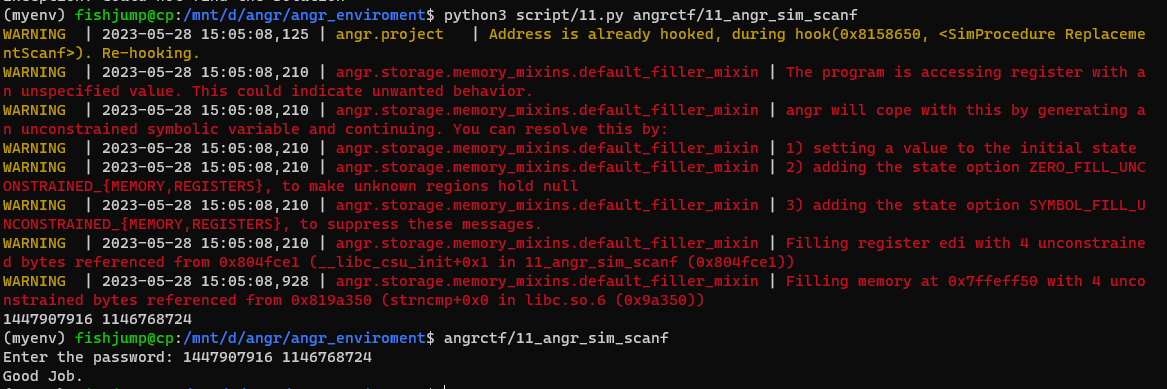 (myenv) fishjump@cp:/mnt/d/angr/angr_enviroment$ python3 script/11.py angrctf/11_angr_sim_scanf
WARNING  | 2023-05-28 15:05:08,125 | angr.project   | Address is already hooked, during hook(0x8158650, <SimProcedure Replaceme
ntScanf>). Re-hooking.
WARNING  | 2023-05-28 15:05:08,210 | angr.storage.memory_mixins.default_filler_mixin | The program is accessing register with a
n unspecified value. This could indicate unwanted behavior.
WARNING  | 2023-05-28 15:05:08,210 | angr.storage.memory_mixins.default_filler_mixin | angr will cope with this by generating a
n unconstrained symbolic variable and continuing. You can resolve this by:
WARNING  | 2023-05-28 15:05:08,210 | angr.storage.memory_mixins.default_filler_mixin | 1) setting a value to the initial state
WARNING  | 2023-05-28 15:05:08,210 | angr.storage.memory_mixins.default_filler_mixin | 2) adding the state option ZERO_FILL_UNC
ONSTRAINED_{MEMORY,REGISTERS}, to make unknown regions hold null
WARNING  | 2023-05-28 15:05:08,210 | angr.storage.memory_mixins.default_filler_mixin | 3) adding the state option SYMBOL_FILL_U
NCONSTRAINED_{MEMORY,REGISTERS}, to suppress these messages.
WARNING  | 2023-05-28 15:05:08,210 | angr.storage.memory_mixins.default_filler_mixin | Filling register edi with 4 unconstraine
d bytes referenced from 0x804fce1 (__libc_csu_init+0x1 in 11_angr_sim_scanf (0x804fce1))
WARNING  | 2023-05-28 15:05:08,928 | angr.storage.memory_mixins.default_filler_mixin | Filling memory at 0x7ffeff50 with 4 unco
nstrained bytes referenced from 0x819a350 (strncmp+0x0 in libc.so.6 (0x9a350))
1447907916 1146768724
(myenv) fishjump@cp:/mnt/d/angr/angr_enviroment$ angrctf/11_angr_sim_scanf
Enter the password: 1447907916 1146768724
Good Job.